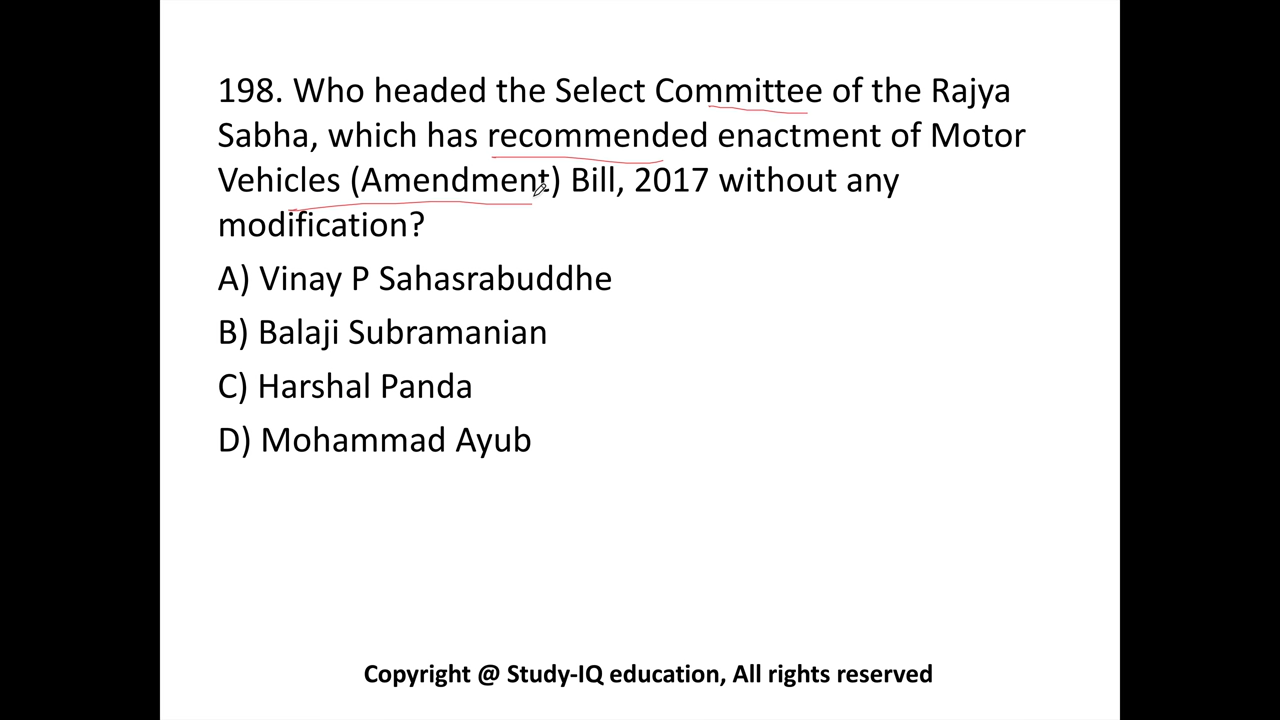 198. Who headed the Select Committee of the Rajya
Sabha, which has recommended enactment of Motor
Vehicles (Amendment) Bill, 2017 without any
modification?
A) Vinay P Sahasrabuddhe
B) Balaji Subramanian
C) Harshal Panda
D) Mohammad Ayub
Copyright @ Study-IQ education, All rights reserved